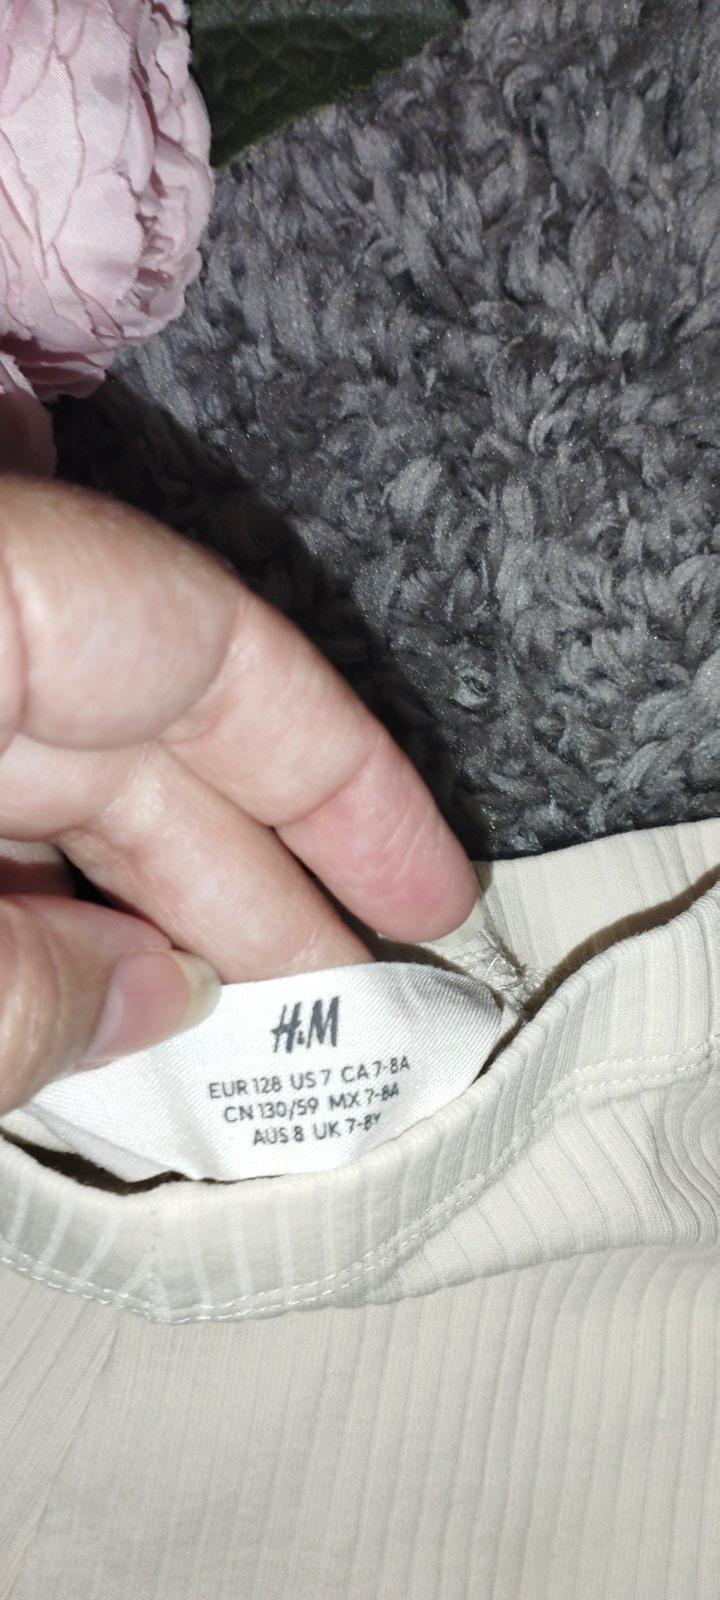 H&M
EUR 128 US 7 CA 7-8A
CN 130/59 MX 7-8A
AUS 8 UK 7-8Y